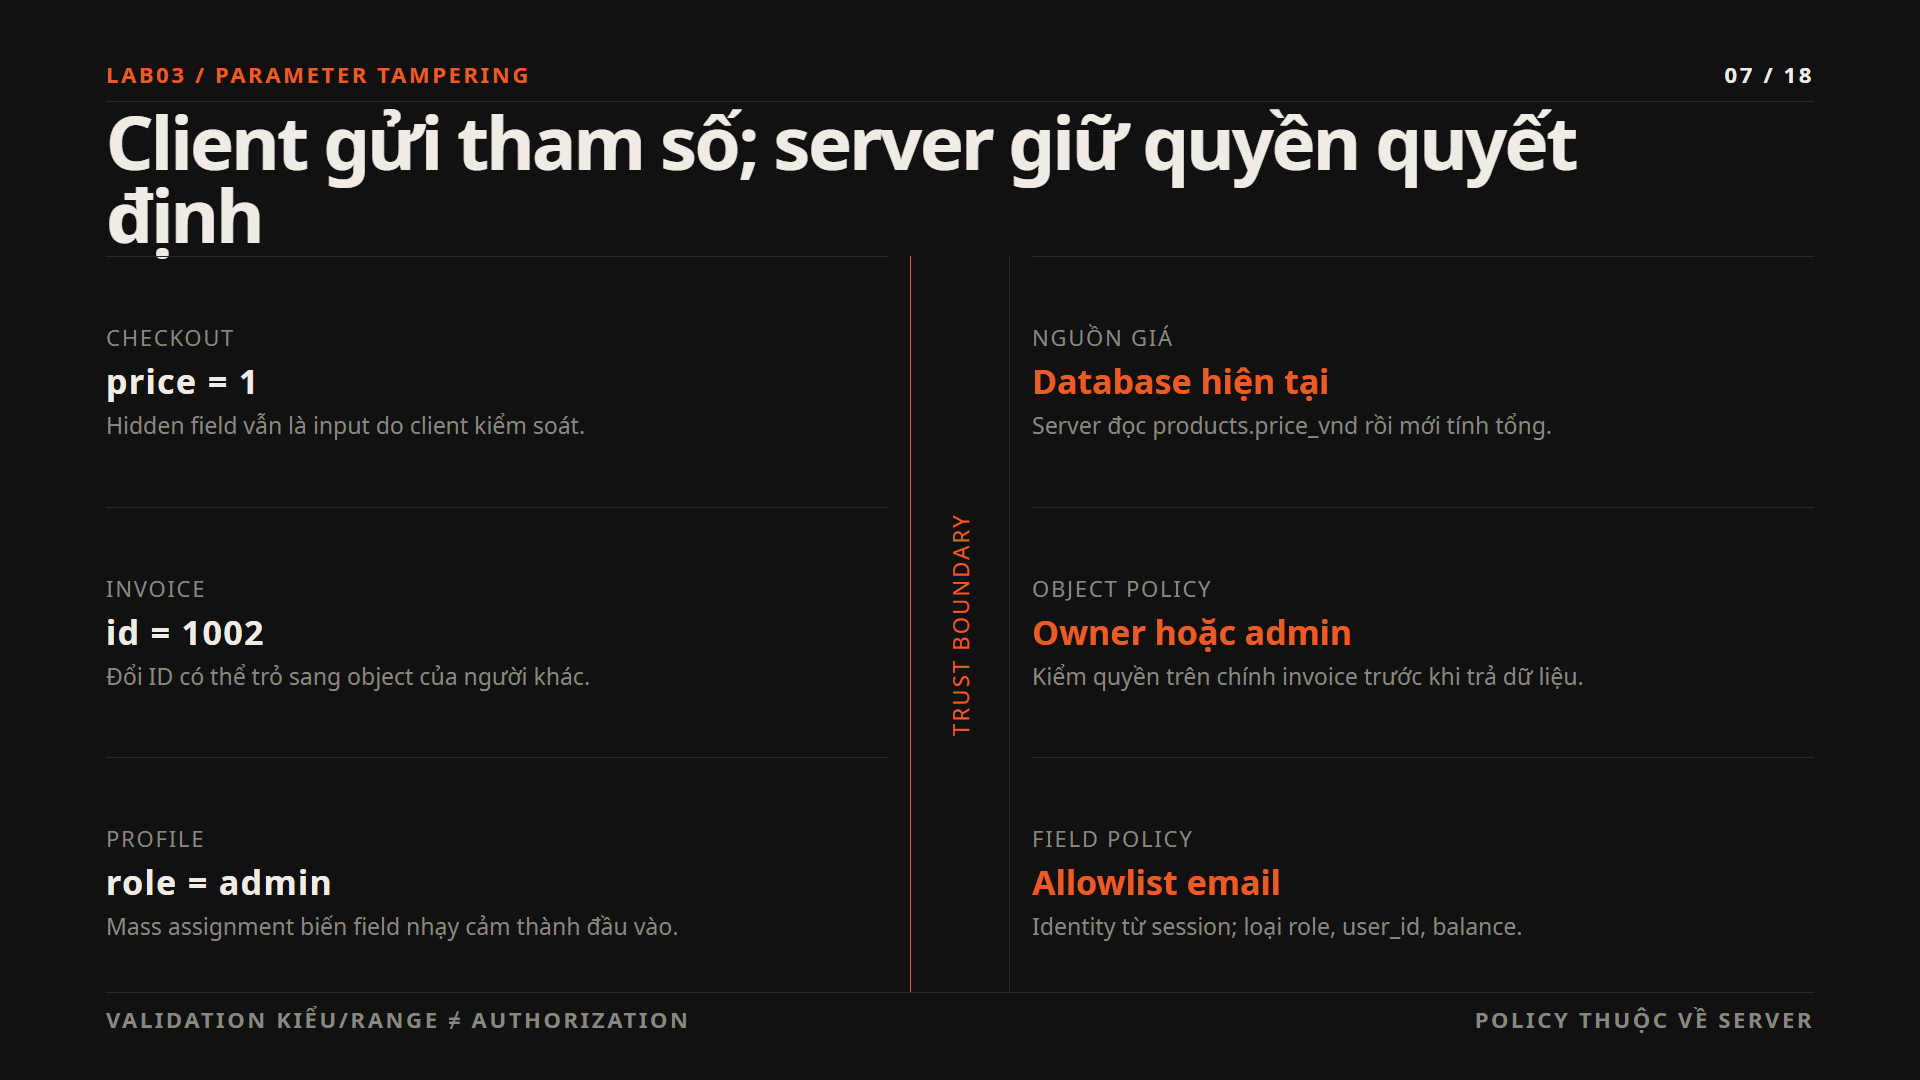 LAB03 / PARAMETER TAMPERING
07 / 18
Client gửi tham số; server giữ quyền quyết
định
CHECKOUT
price = 1
Hidden field vẫn là input do client kiểm soát.
INVOICE
id = 1002
Đổi ID có thể trỏ sang object của người khác.
PROFILE
role = admin
Mass assignment biến field nhạy cảm thành đầu vào.
TRUST BOUNDARY
NGUỒN GIÁ
Database hiện tại
Server đọc products.price_vnd rồi mới tính tổng.
OBJECT POLICY
Owner hoặc admin
Kiểm quyền trên chính invoice trước khi trả dữ liệu.
FIELD POLICY
Allowlist email
Identity từ session; loại role, user_id, balance.
VALIDATION KIỂU/RANGE ≠ AUTHORIZATION
POLICY THUỘC VỀ SERVER